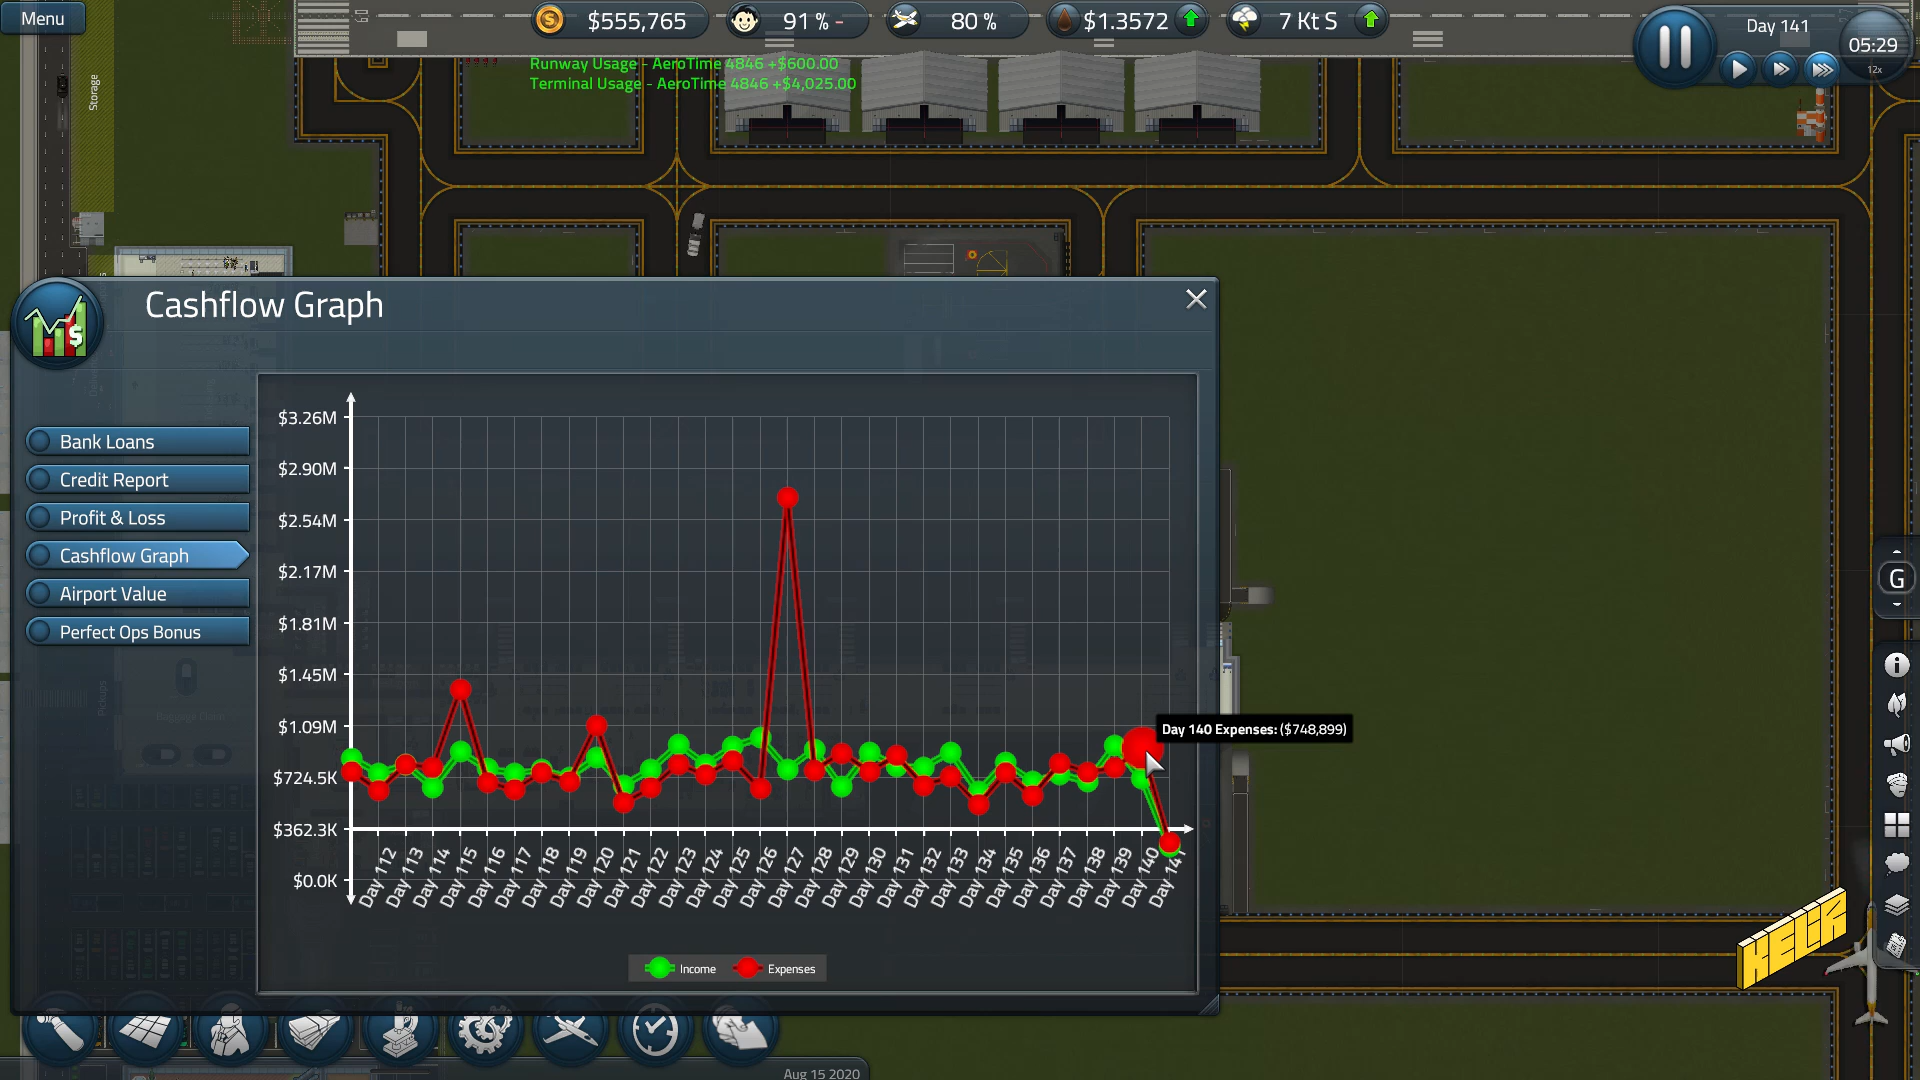 Menu
$555,765
91 % -
80 %
$1.3572
7 Kt S
Day 141
05:29
12x
Runway Usage - AeroTime 4846 +$600.00
Terminal Usage - AeroTime 4846 +$4,025.00
Storage
Cashflow Graph
Bank Loans
Credit Report
Profit & Loss
Cashflow Graph
Airport Value
Perfect Ops Bonus
$3.26M
$2.90M
$2.54M
$2.17M
$1.81M
$1.45M
$1.09M
$724.5K
$362.3K
$0.0K
Day 140 Expenses: ($748,899)
Day 112
Day 113
Day 114
Day 115
Day 116
Day 117
Day 118
Day 119
Day 120
Day 121
Day 122
Day 123
Day 124
Day 125
Day 126
Day 127
Day 128
Day 129
Day 130
Day 131
Day 132
Day 133
Day 134
Day 135
Day 136
Day 137
Day 138
Day 139
Day 140
Day 141
Income
Expenses
G
Aug 15 2020